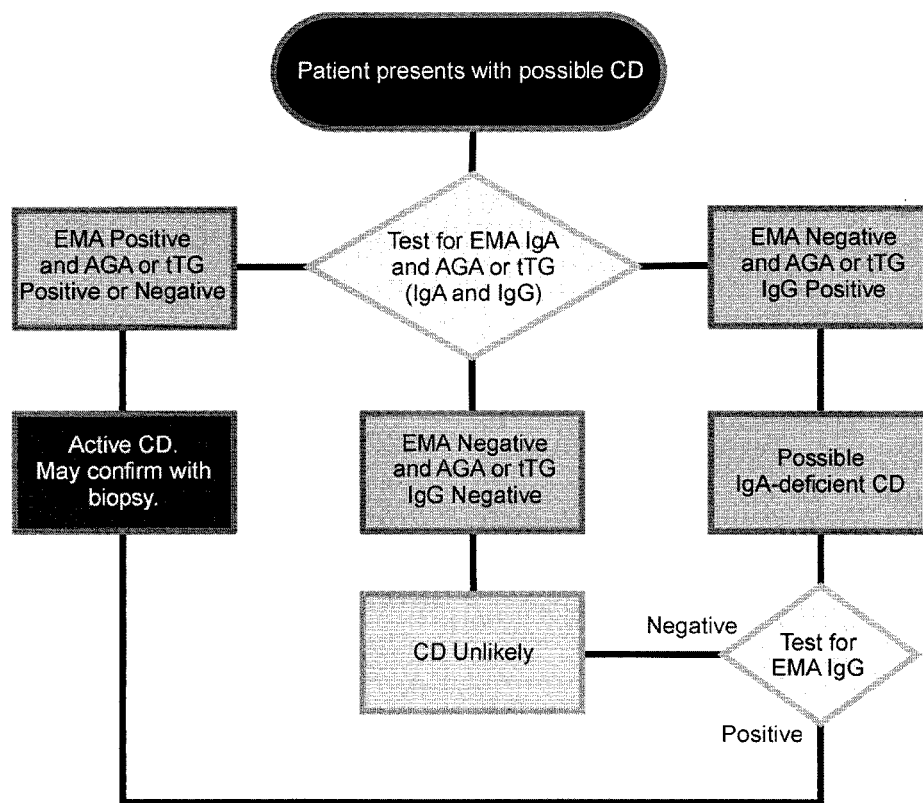 Patient presents with possible CD
EMA Positive
and AGA or tTG
Positive or Negative
Test for EMA IgA
and AGA or tTG
(IgA and IgG)
EMA Negative
and AGA or tTG
IgG Positive
Active CD.
May confirm with
biopsy.
EMA Negative
and AGA or tTG
IgG Negative
Possible
IgA-deficient CD
CD Unlikely
Negative
Test for
EMA IgG
Positive